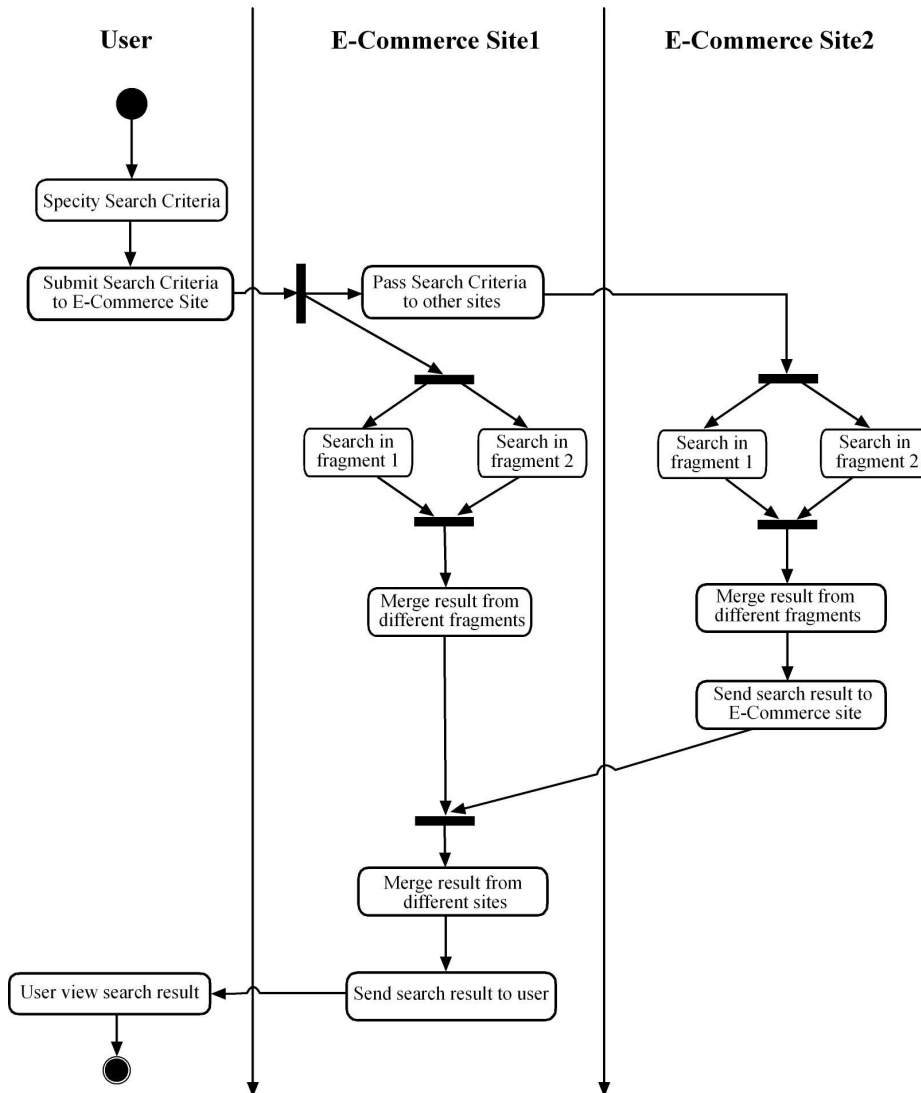 User
E-Commerce Site1
E-Commerce Site2
Specity Search Criteria
Submit Search Criteria
to E-Commerce Site
Pass Search Criteria
to other sites
Search in
fragment 1
Search in
fragment 2
Search in
fragment 1
Search in
fragment 2
Merge result from
different fragments
Merge result from
different fragments
Send search result to
E-Commerce site
Merge result from
different sites
Send search result to user
User view search result